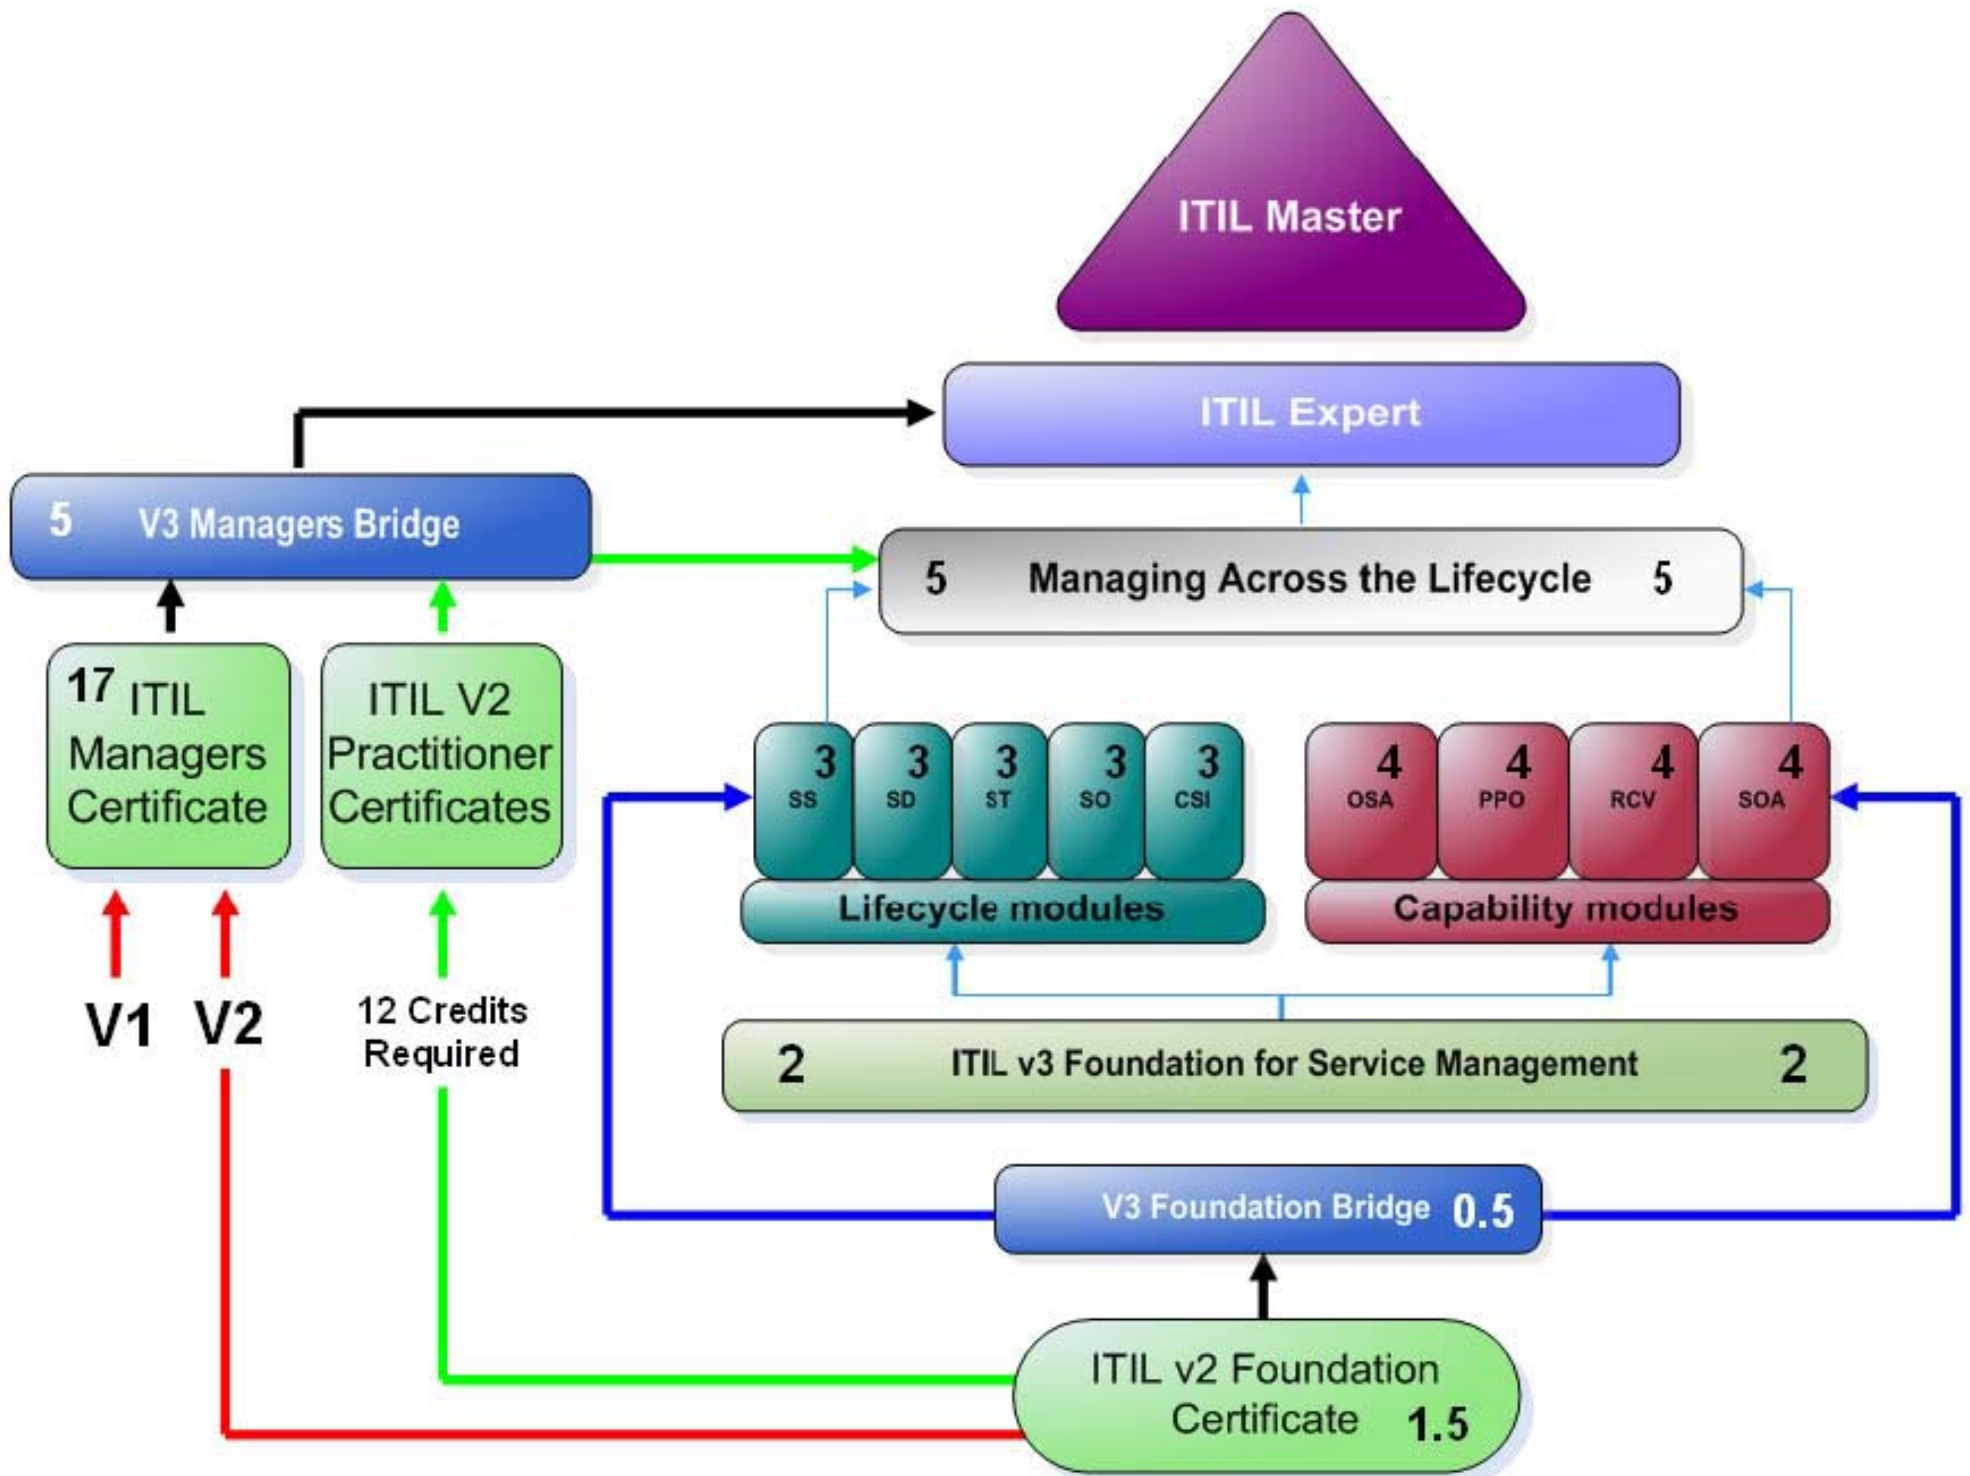 ITIL Master
ITIL Expert
5 V3 Managers Bridge
5 Managing Across the Lifecycle 5
17 ITIL
Managers
Certificate
ITIL V2
Practitioner
Certificates
3
SS
3
SD
3
ST
3
SO
3
CSI
Lifecycle modules
4
OSA
4
PPO
4
RCV
4
SOA
Capability modules
V1
V2
12 Credits
Required
2 ITIL v3 Foundation for Service Management 2
V3 Foundation Bridge 0.5
ITIL v2 Foundation
Certificate 1.5